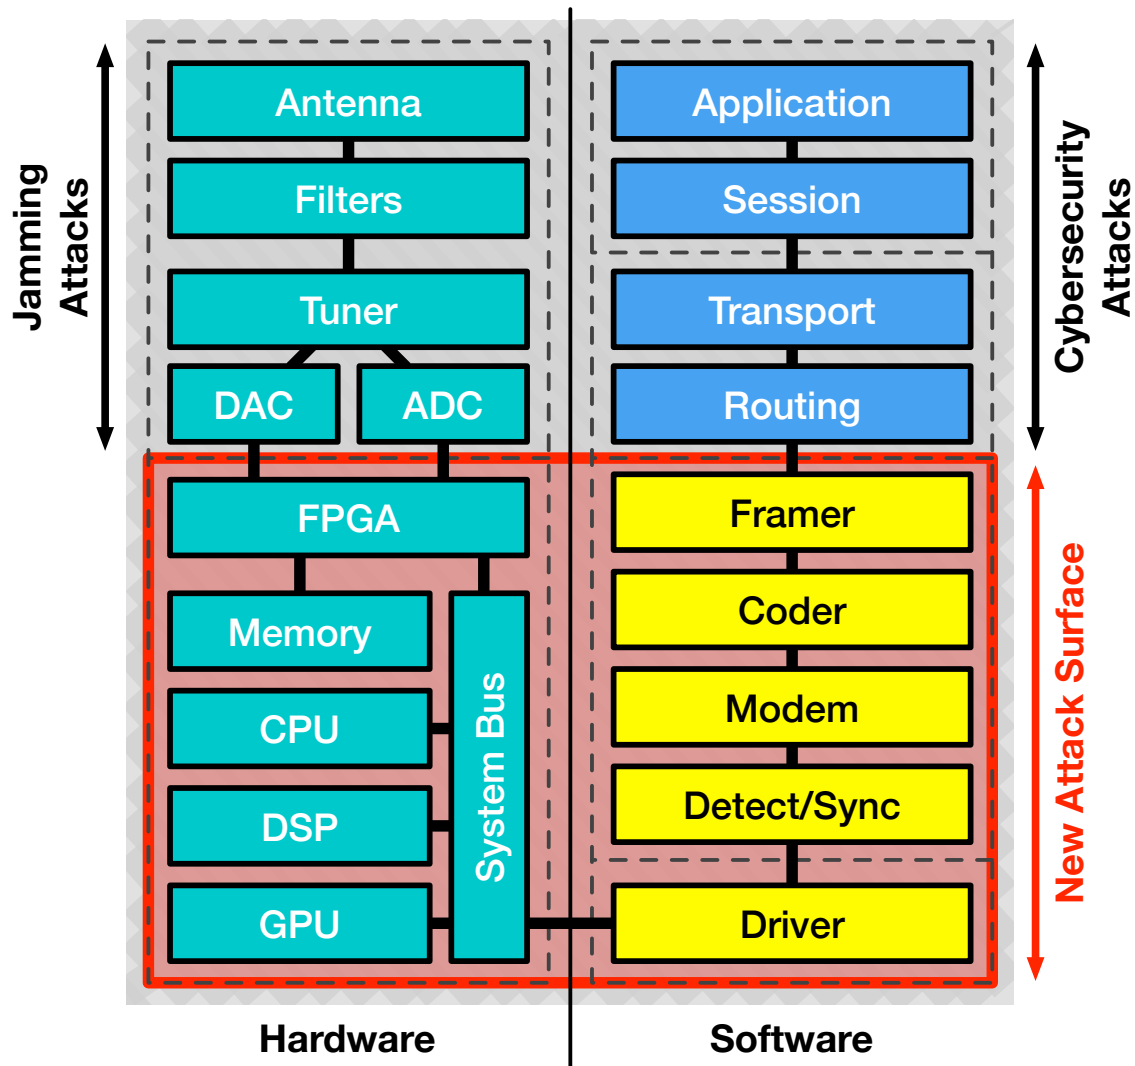 Jamming
Attacks
Antenna
Filters
Tuner
DAC
ADC
FPGA
Memory
CPU
DSP
GPU
System Bus
Hardware
Application
Session
Transport
Routing
Framer
Coder
Modem
Detect/Sync
Driver
Software
Cybersecurity
Attacks
New Attack Surface